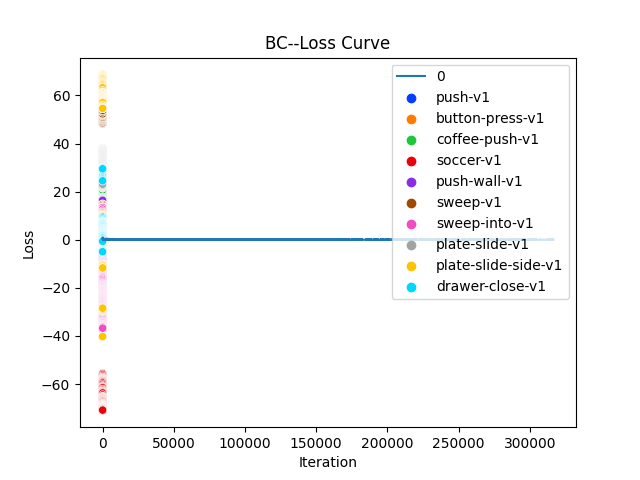 BC--Loss Curve
Loss
60
40
20
0
−20
−40
−60
0
push-v1
button-press-v1
coffee-push-v1
soccer-v1
push-wall-v1
sweep-v1
sweep-into-v1
plate-slide-v1
plate-slide-side-v1
drawer-close-v1
0 50000 100000 150000 200000 250000 300000
Iteration